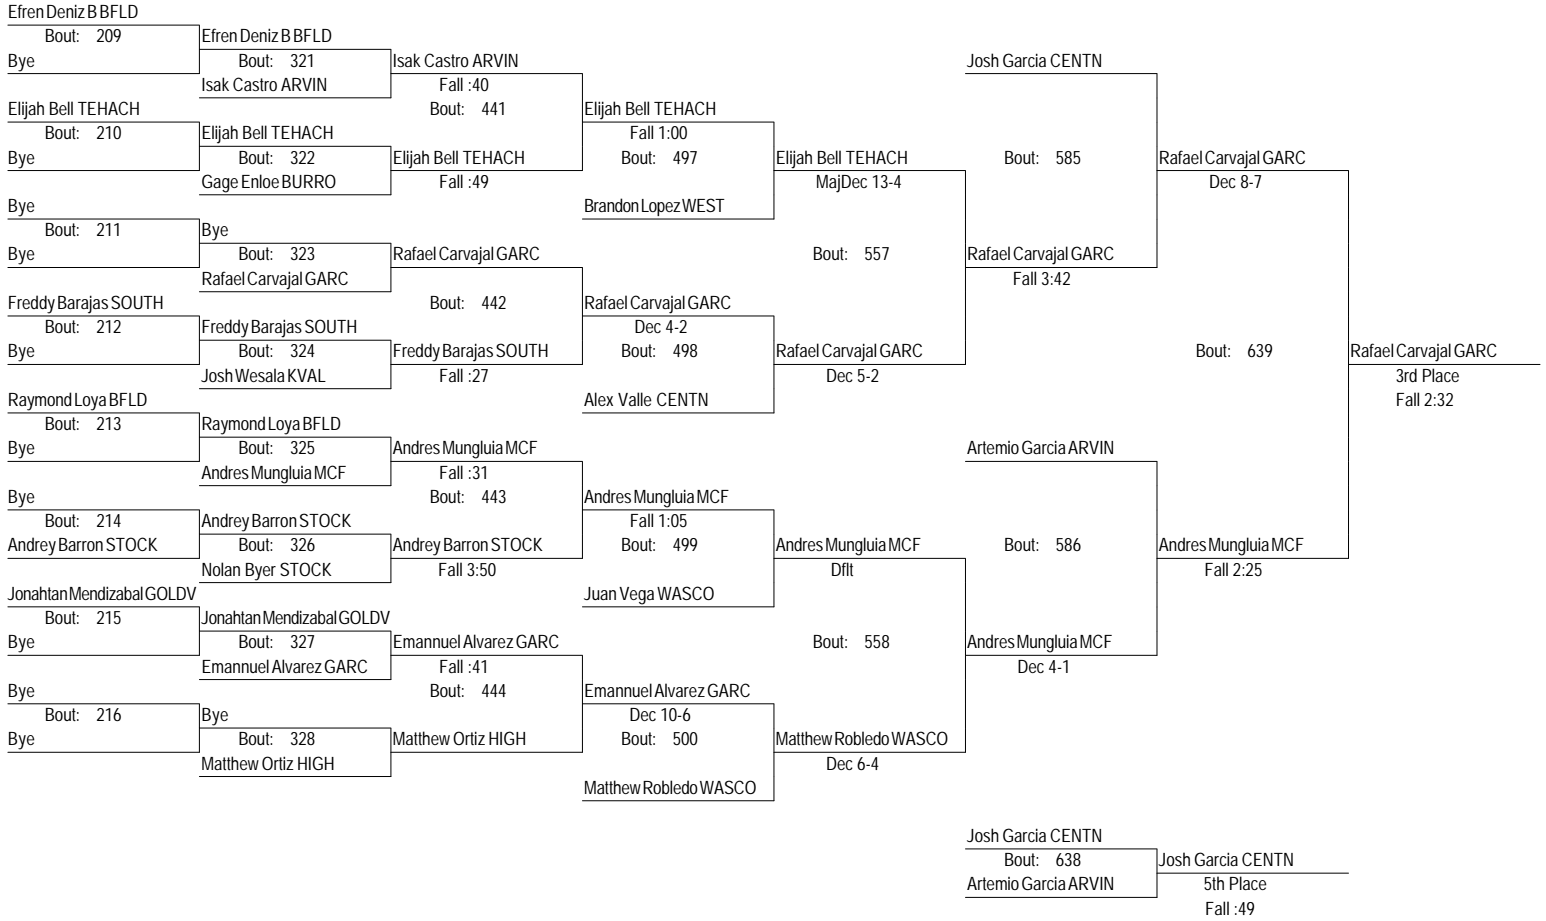 Efren Deniz B BFLD
Bout: 209
Bye
Elijah Bell TEHACH
Bout: 210
Bye
Bye
Bout: 211
Bye
Freddy Barajas SOUTH
Bout: 212
Bye
Raymond Loya BFLD
Bout: 213
Bye
Bye
Bout: 214
Andrey Barron STOCK
Jonahtan Mendizabal GOLDV
Bout: 215
Bye
Bye
Bout: 216
Bye
Efren Deniz B BFLD
Bout: 321
Isak Castro ARVIN
Elijah Bell TEHACH
Bout: 322
Gage Enloe BURRO
Bye
Bout: 323
Rafael Carvajal GARC
Freddy Barajas SOUTH
Bout: 324
Josh Wesala KVAL
Raymond Loya BFLD
Bout: 325
Andres Mungluia MCF
Andrey Barron STOCK
Bout: 326
Nolan Byer STOCK
Jonahtan Mendizabal GOLDV
Bout: 327
Emannuel Alvarez GARC
Bye
Bout: 328
Matthew Ortiz HIGH
Isak Castro ARVIN
Fall :40
Bout: 441
Elijah Bell TEHACH
Fall :49
Rafael Carvajal GARC
Bout: 442
Freddy Barajas SOUTH
Fall :27
Andres Mungluia MCF
Fall :31
Bout: 443
Andrey Barron STOCK
Fall 3:50
Emannuel Alvarez GARC
Fall :41
Bout: 444
Matthew Ortiz HIGH
Elijah Bell TEHACH
Fall 1:00
Bout: 497
Brandon Lopez WEST
Rafael Carvajal GARC
Dec 4-2
Bout: 498
Alex Valle CENTN
Andres Mungluia MCF
Fall 1:05
Bout: 499
Juan Vega WASCO
Emannuel Alvarez GARC
Dec 10-6
Bout: 500
Matthew Robledo WASCO
Elijah Bell TEHACH
MajDec 13-4
Bout: 557
Rafael Carvajal GARC
Dec 5-2
Andres Mungluia MCF
Dflt
Bout: 558
Matthew Robledo WASCO
Dec 6-4
Josh Garcia CENTN
Bout: 585
Rafael Carvajal GARC
Fall 3:42
Artemio Garcia ARVIN
Bout: 586
Andres Mungluia MCF
Dec 4-1
Rafael Carvajal GARC
Dec 8-7
Bout: 639
Andres Mungluia MCF
Fall 2:25
Rafael Carvajal GARC
3rd Place
Fall 2:32
Josh Garcia CENTN
Bout: 638
Artemio Garcia ARVIN
Josh Garcia CENTN
5th Place
Fall :49